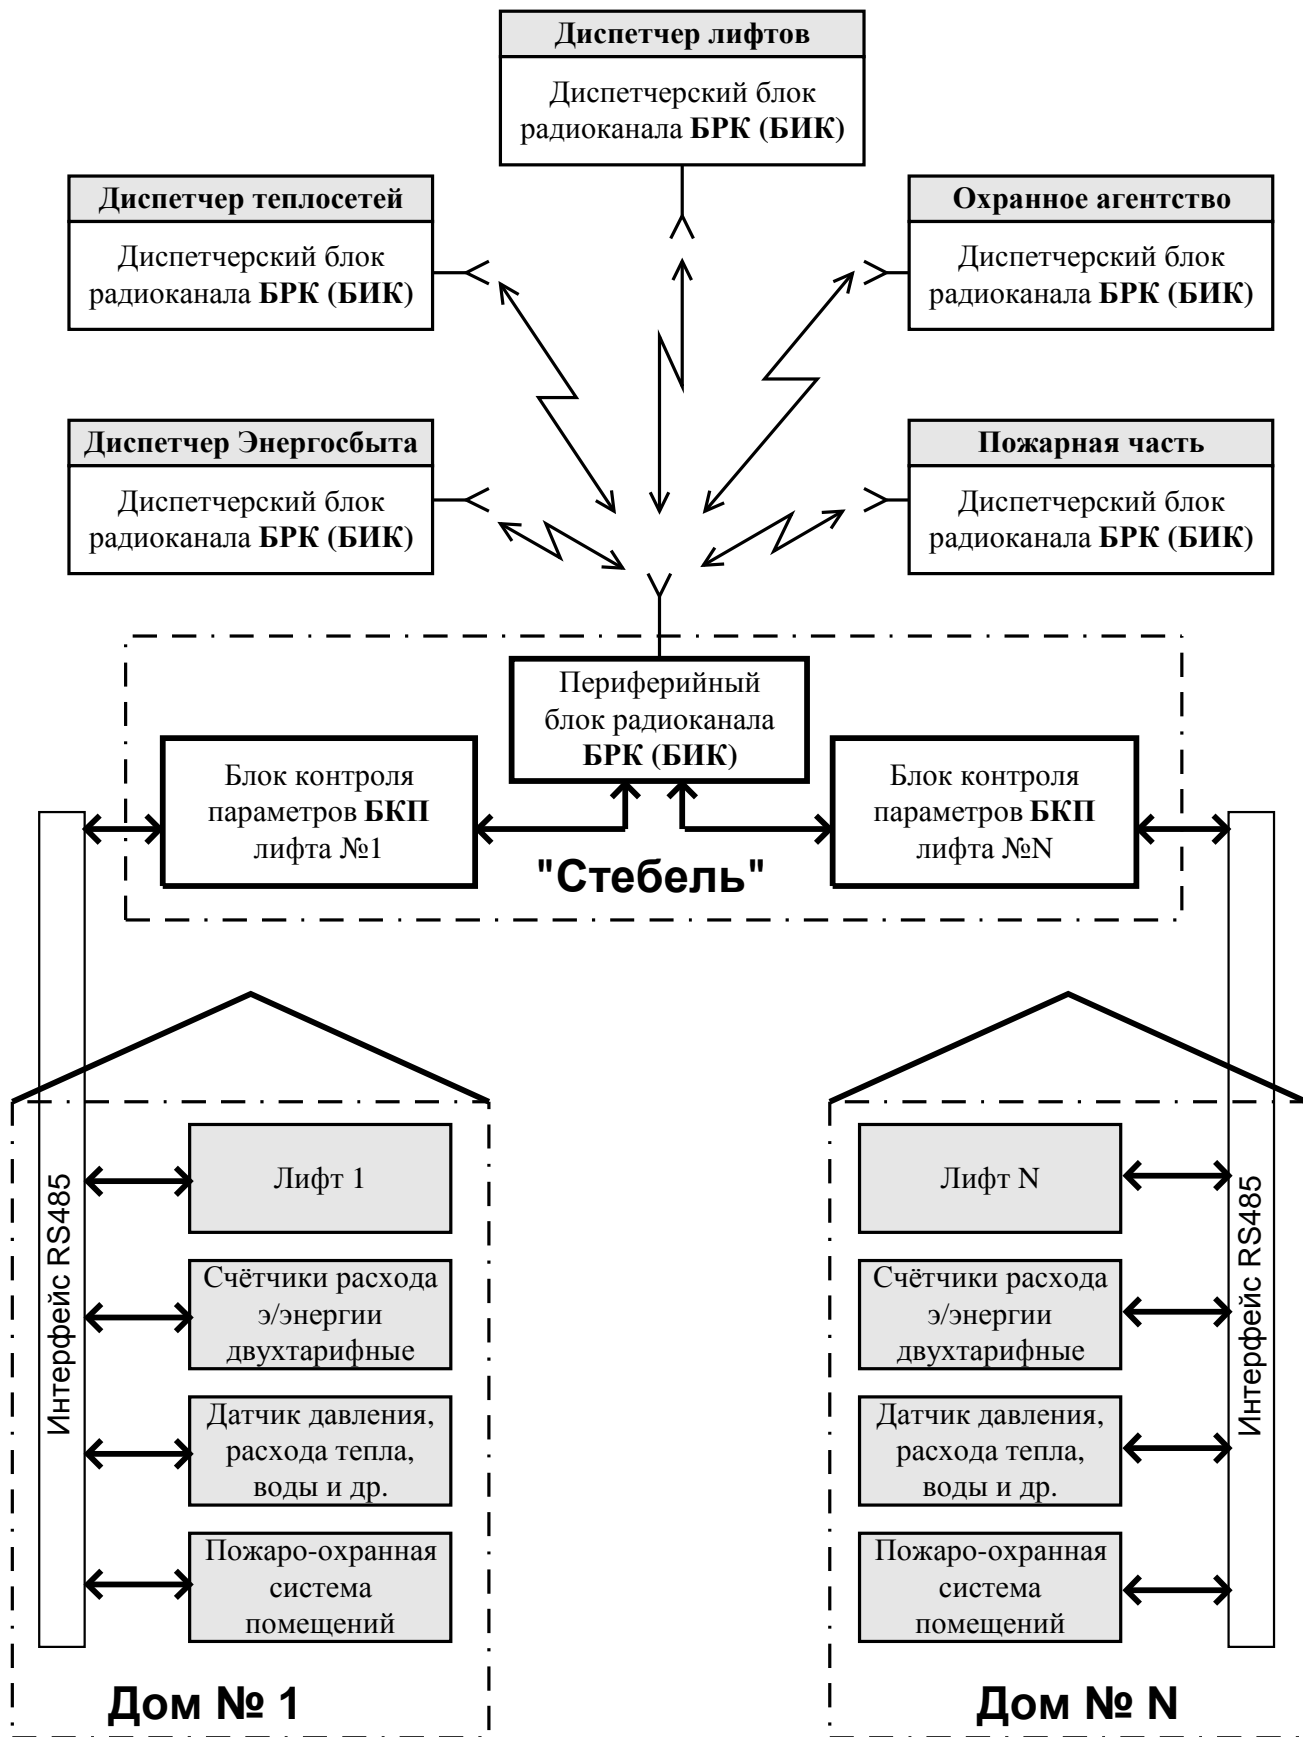 Диспетчер лифтов
Диспетчерский блок
радиоканала БРК (БИК)
Диспетчер теплосетей
Диспетчерский блок
радиоканала БРК (БИК)
Охранное агентство
Диспетчерский блок
радиоканала БРК (БИК)
Диспетчер Энергосбыта
Диспетчерский блок
радиоканала БРК (БИК)
Пожарная часть
Диспетчерский блок
радиоканала БРК (БИК)
Периферийный
блок радиоканала
БРК (БИК)
Блок контроля
параметров БКП
лифта №1
Блок контроля
параметров БКП
лифта №N
"Стебель"
Интерфейс RS485
Лифт 1
Счётчики расхода
э/энергии
двухтарифные
Датчик давления,
расхода тепла,
воды и др.
Пожаро-охранная
система
помещений
Дом № 1
Лифт N
Счётчики расхода
э/энергии
двухтарифные
Датчик давления,
расхода тепла,
воды и др.
Пожаро-охранная
система
помещений
Интерфейс RS485
Дом № N